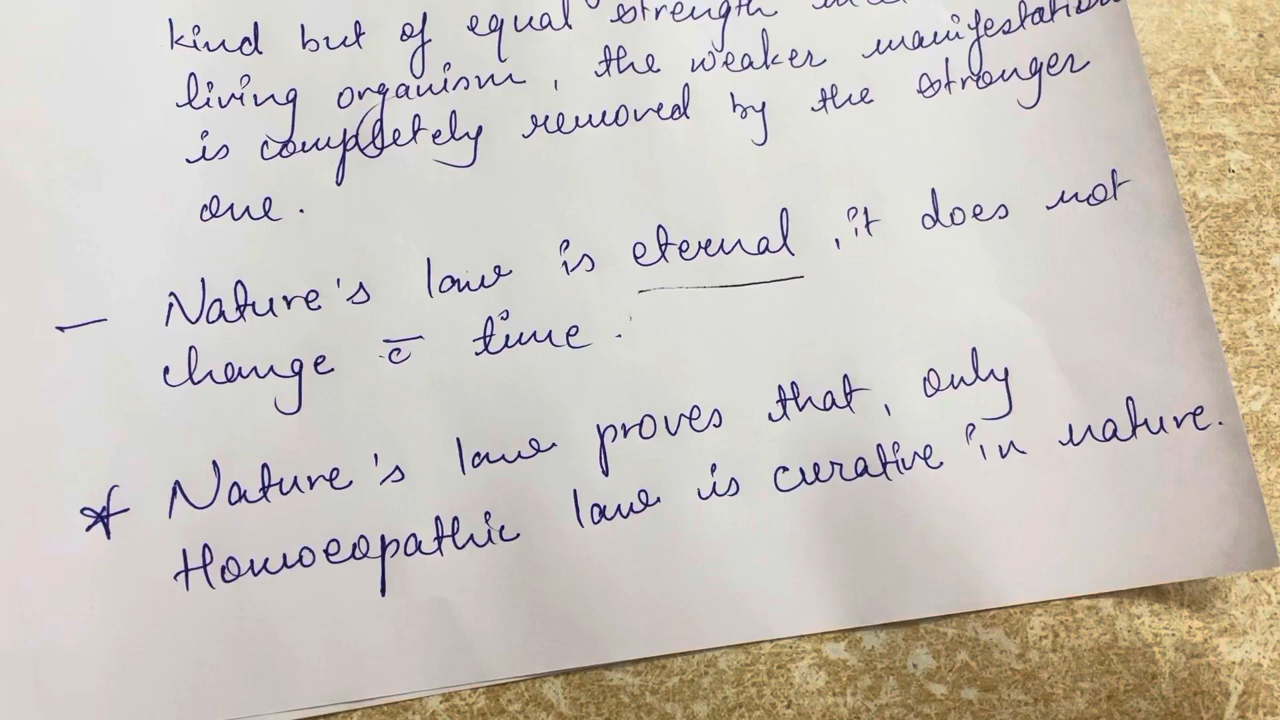 kind but of equal strength
living organism, the weaker manifestation
is completely removed by the stronger
one.
— Nature's law is eternal, it does not
change c̄ time.
* Nature's law proves that, only
Homoeopathic law is curative in nature.